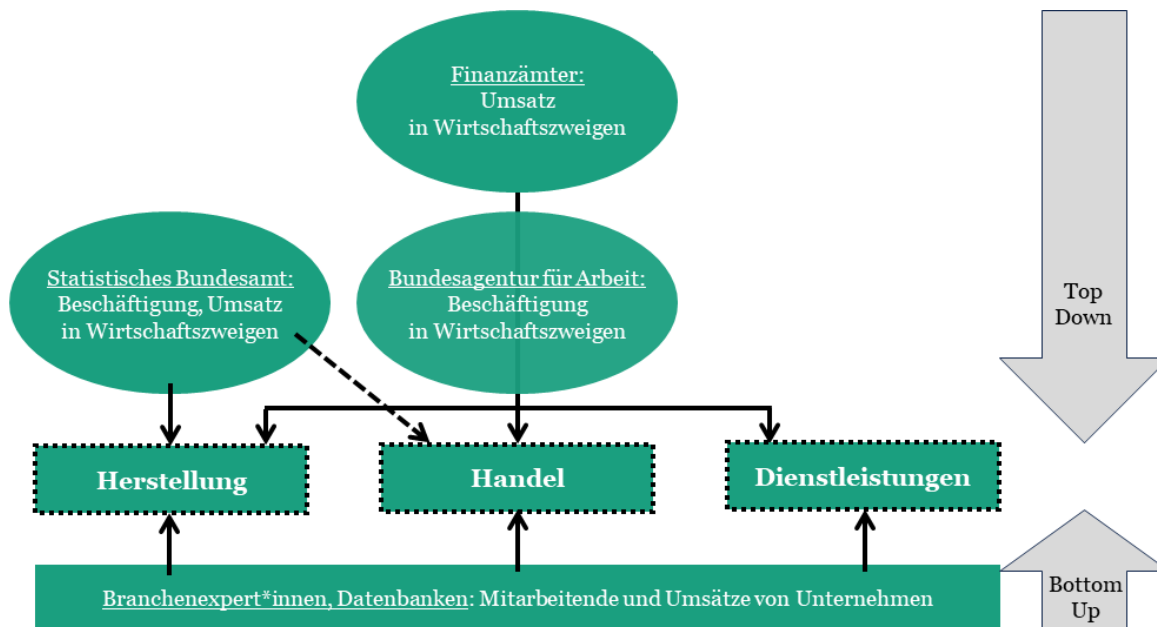 Finanzämter:
Umsatz
in Wirtschaftszweigen
Statistisches Bundesamt:
Beschäftigung, Umsatz
in Wirtschaftszweigen
Bundesagentur für Arbeit:
Beschäftigung
in Wirtschaftszweigen
Top
Down
Herstellung
Handel
Dienstleistungen
Branchenexpert*innen, Datenbanken: Mitarbeitende und Umsätze von Unternehmen
Bottom
Up